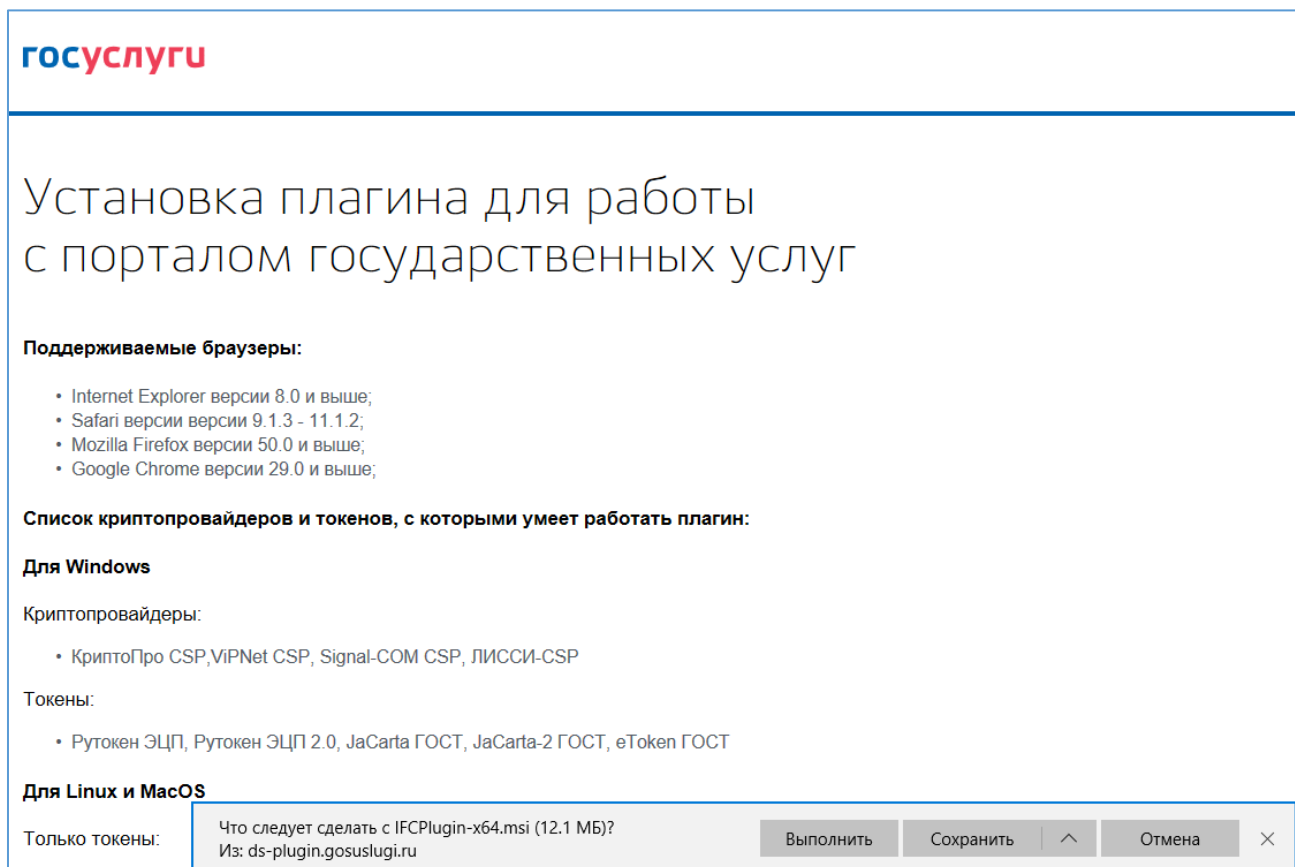 госуслуги
Установка плагина для работы
с порталом государственных услуг
Поддерживаемые браузеры:
• Internet Explorer версии 8.0 и выше;
• Safari версии версии 9.1.3 - 11.1.2;
• Mozilla Firefox версии 50.0 и выше;
• Google Chrome версии 29.0 и выше;
Список криптопровайдеров и токенов, с которыми умеет работать плагин:
Для Windows
Криптопровайдеры:
• КриптоПро CSP,ViPNet CSP, Signal-COM CSP, ЛИССИ-CSP
Токены:
• Рутокен ЭЦП, Рутокен ЭЦП 2.0, JaCarta ГОСТ, JaCarta-2 ГОСТ, eToken ГОСТ
Для Linux и MacOS
Только токены:
Что следует сделать с IFCPlugin-x64.msi (12.1 МБ)?
Из: ds-plugin.gosuslugi.ru
Выполнить
Сохранить
Отмена